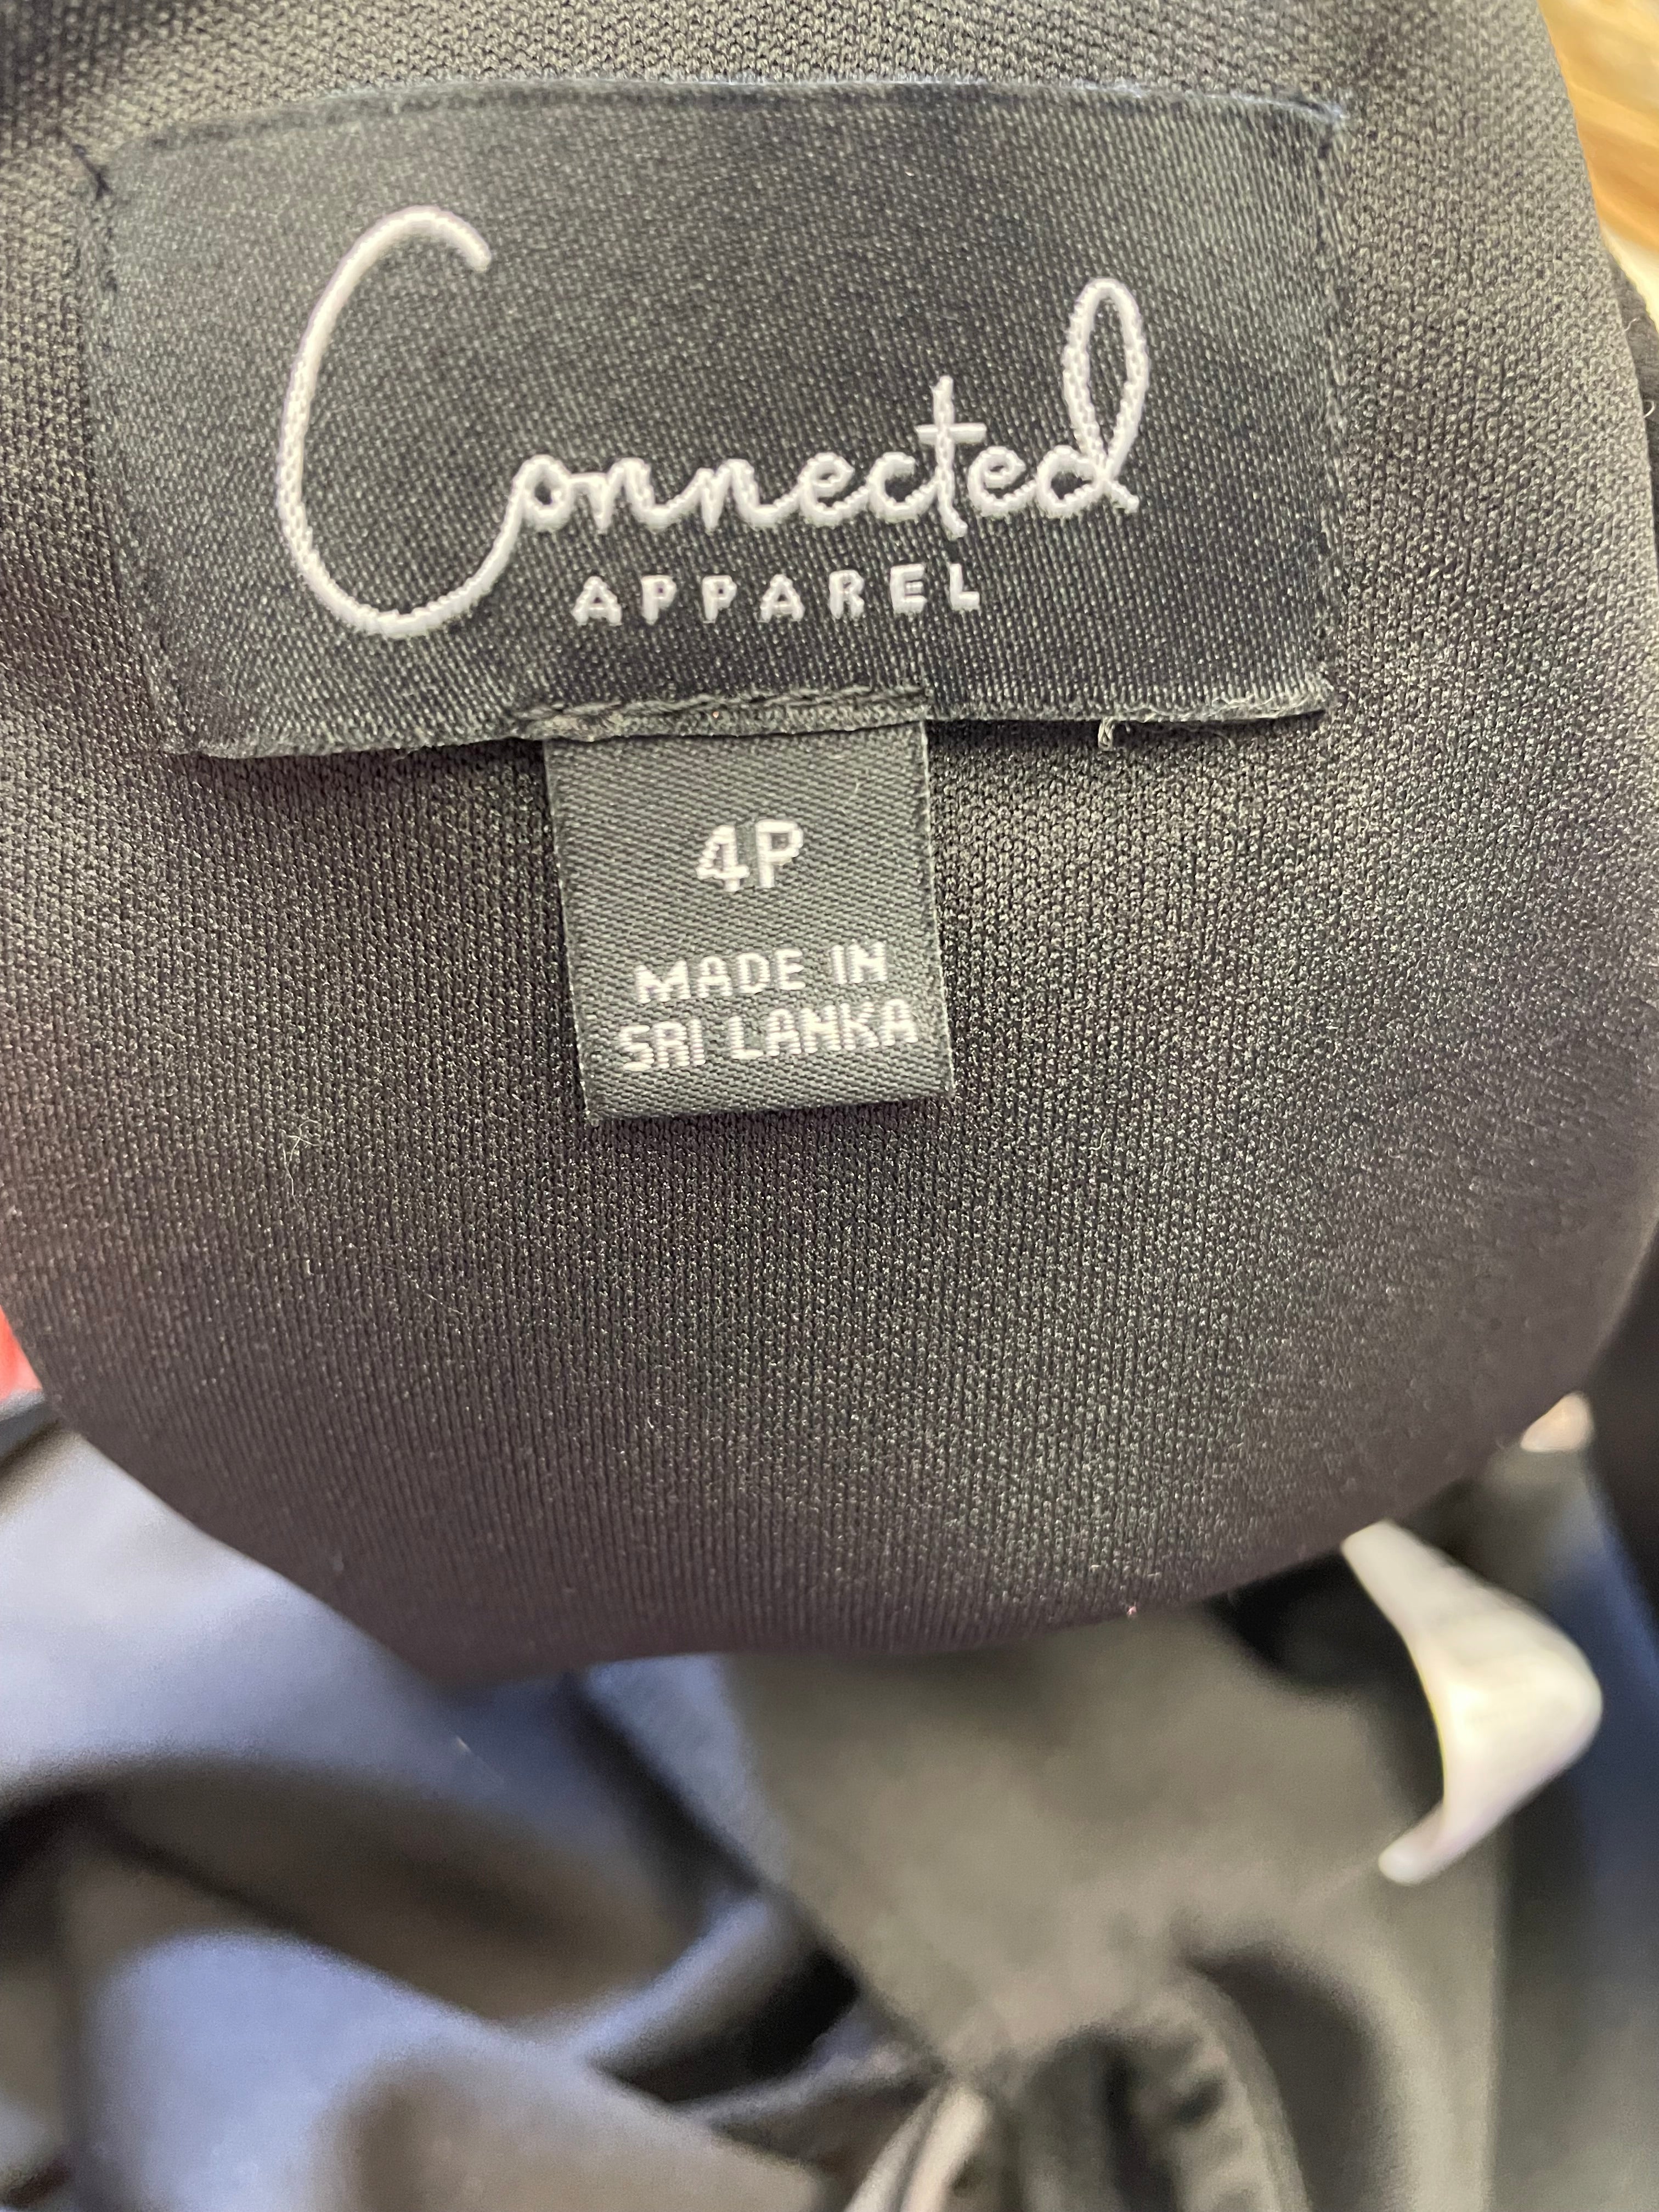 Connected
APPAREL
4P
MADE IN
SRI LANKA